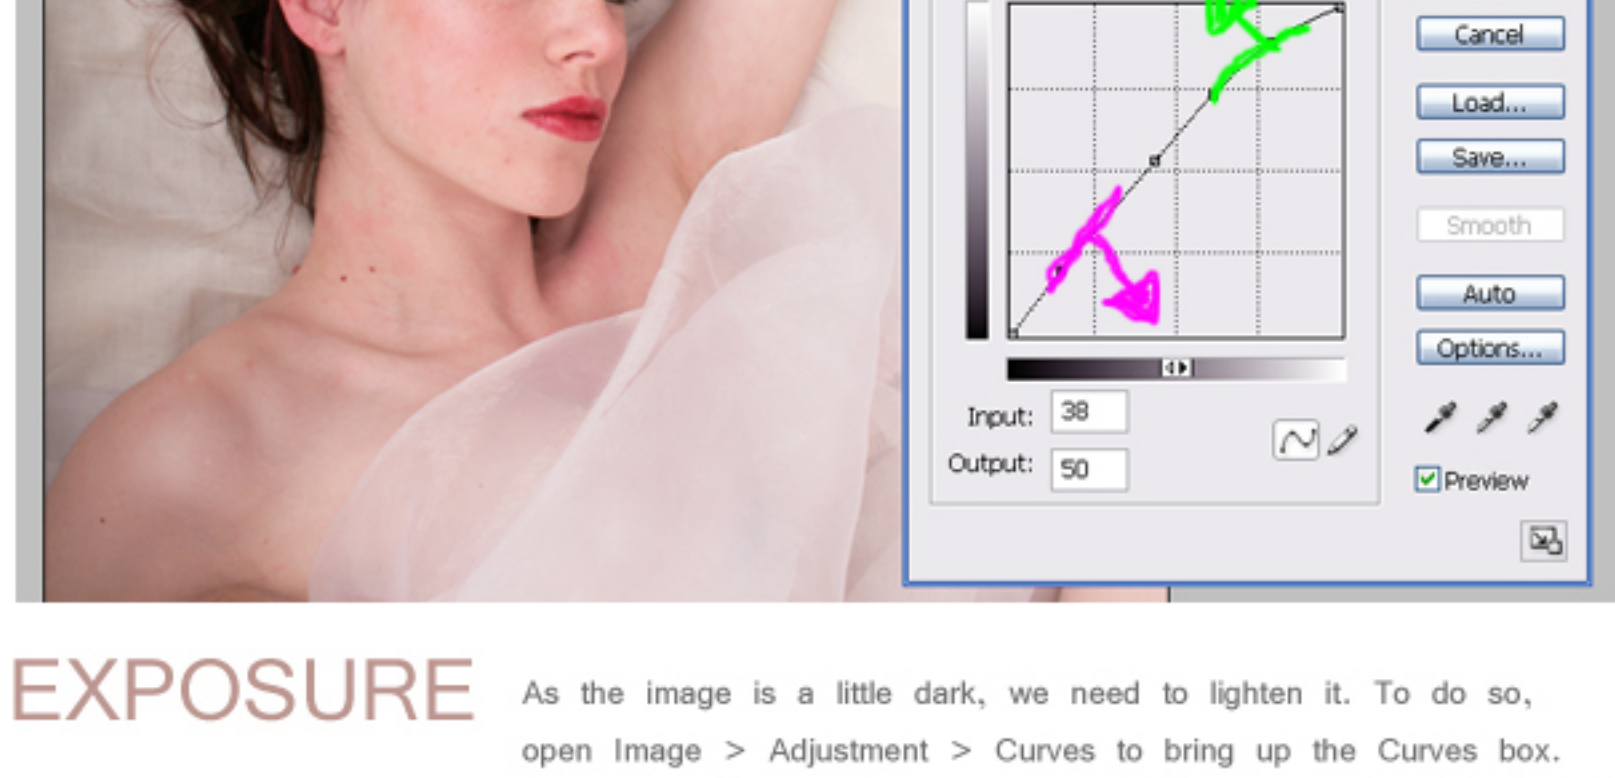 Cancel
Load...
Save...
Smooth
Auto
Options...
Input: 38
Output: 50
Preview
EXPOSURE
As the image is a little dark, we need to lighten it. To do so,
open Image > Adjustment > Curves to bring up the Curves box.